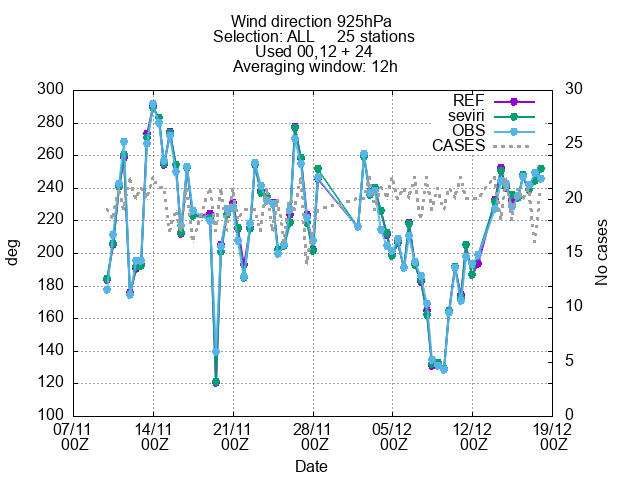 Wind direction 925hPa
Selection: ALL 25 stations
Used 00,12 + 24
Averaging window: 12h
REF
seviri
OBS
CASES
deg
300
280
260
240
220
200
180
160
140
120
100
No cases
30
25
20
15
10
5
0
07/11 14/11 21/11 28/11 05/12 12/12 19/12
00Z 00Z 00Z 00Z 00Z 00Z 00Z
Date